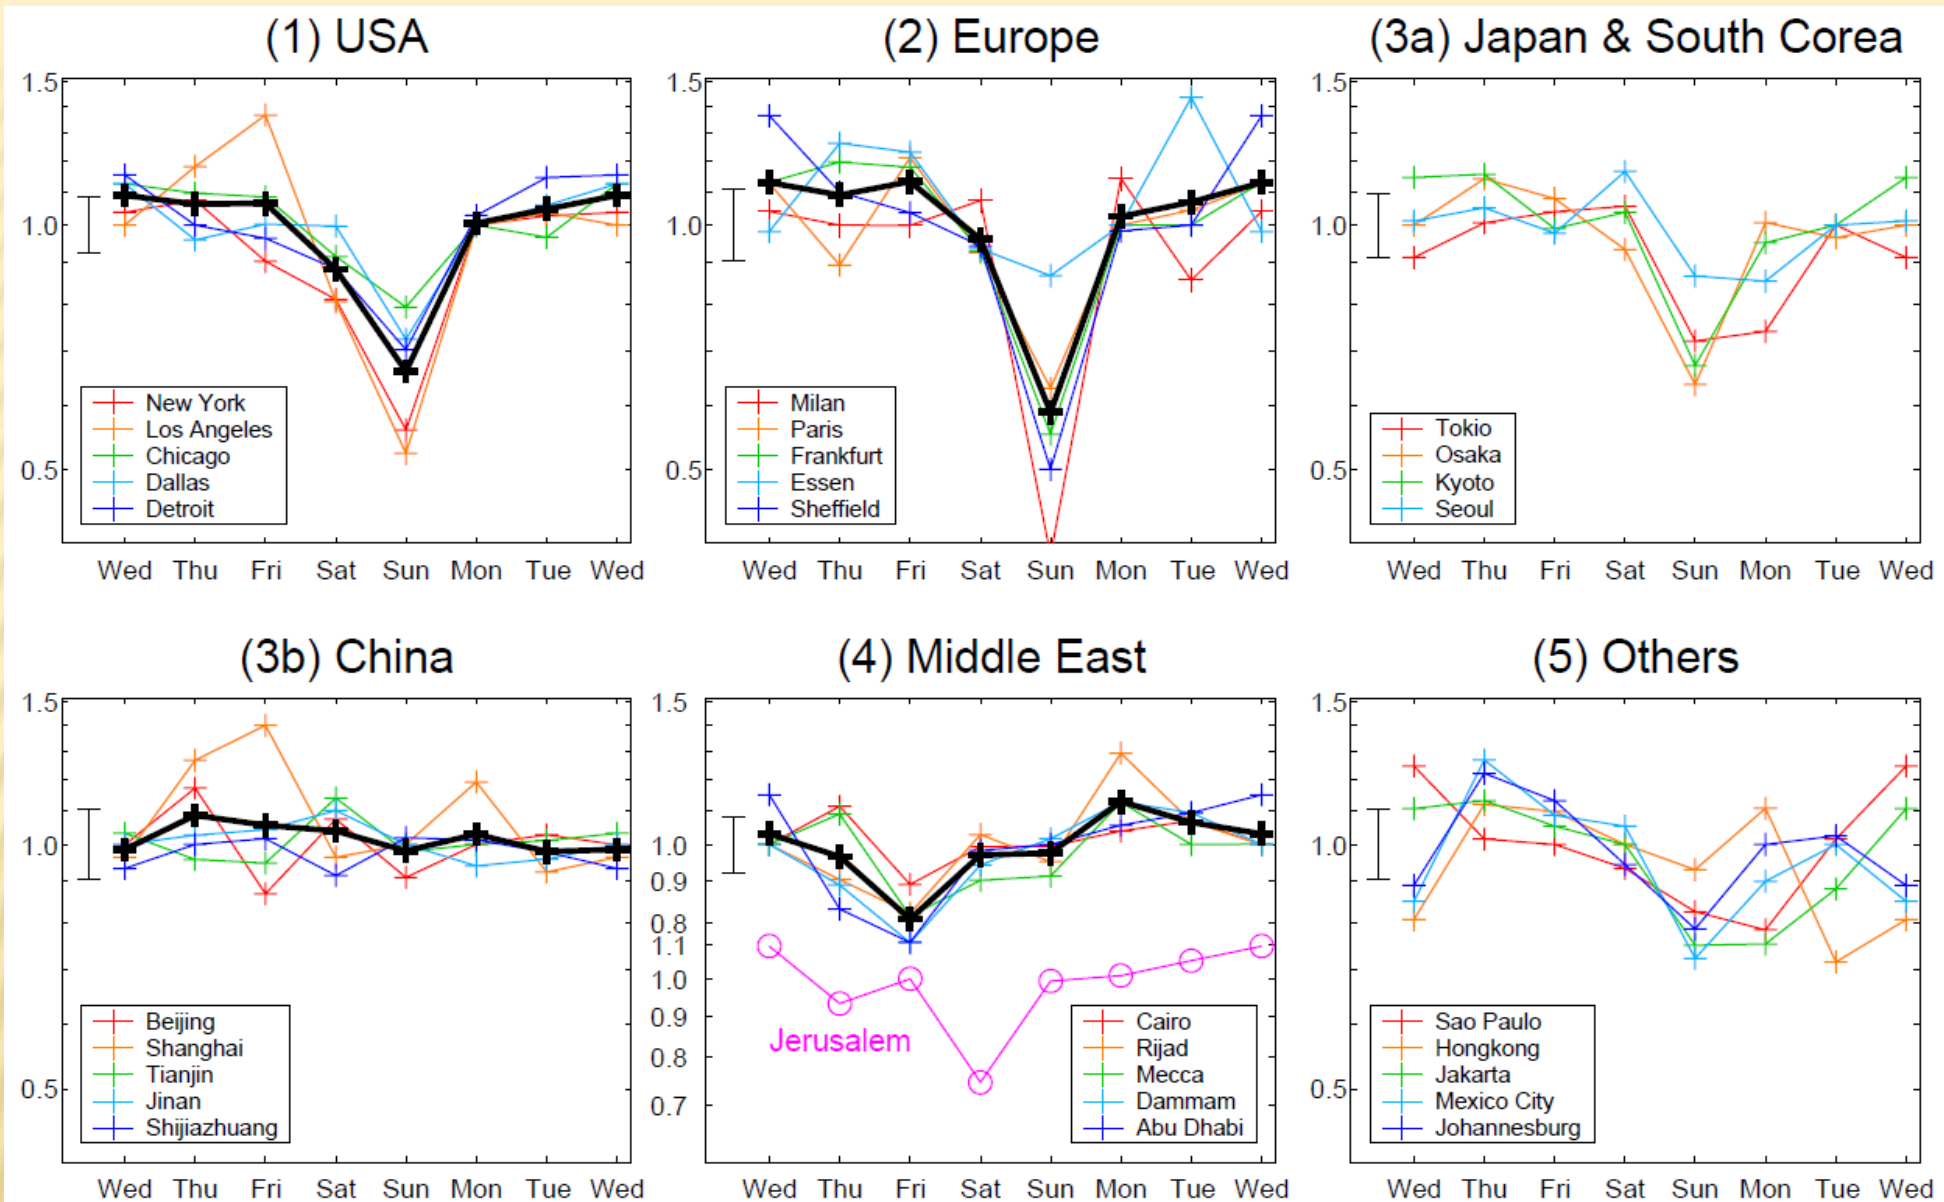 (1) USA
1.5
1.0
0.5
New York
Los Angeles
Chicago
Dallas
Detroit
Wed Thu Fri Sat Sun Mon Tue Wed
(2) Europe
1.5
1.0
0.5
Milan
Paris
Frankfurt
Essen
Sheffield
Wed Thu Fri Sat Sun Mon Tue Wed
(3a) Japan & South Corea
1.5
1.0
0.5
Tokio
Osaka
Kyoto
Seoul
Wed Thu Fri Sat Sun Mon Tue Wed
(3b) China
1.5
1.0
0.5
Beijing
Shanghai
Tianjin
Jinan
Shijiazhuang
Wed Thu Fri Sat Sun Mon Tue Wed
(4) Middle East
1.5
1.0
0.9
0.8
1.1
1.0
0.9
0.8
0.7
Jerusalem
Cairo
Rijad
Mecca
Dammam
Abu Dhabi
Wed Thu Fri Sat Sun Mon Tue Wed
(5) Others
1.5
1.0
0.5
Sao Paulo
Hongkong
Jakarta
Mexico City
Johannesburg
Wed Thu Fri Sat Sun Mon Tue Wed